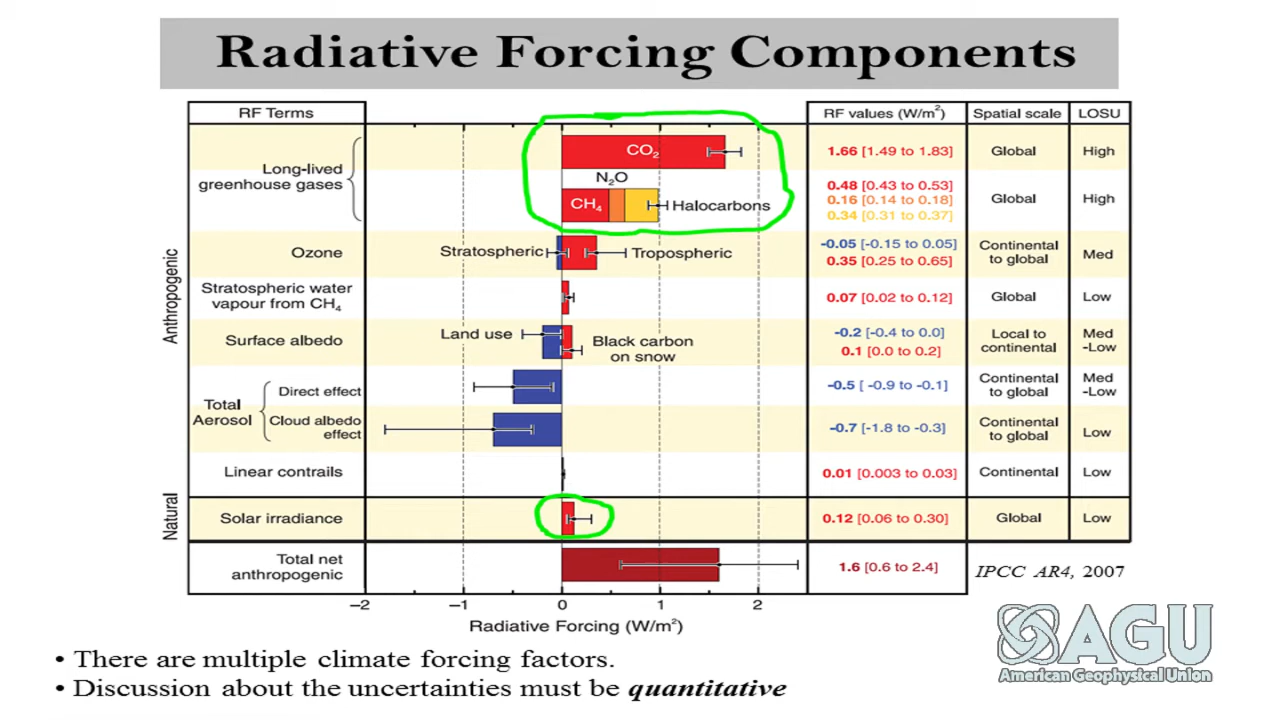 Radiative Forcing Components
RF Terms
RF values (W/m²)
Spatial scale
LOSU
Anthropogenic
Long-lived
greenhouse gases
CO₂
1.66 [1.49 to 1.83]
Global
High
N₂O
CH₄
Halocarbons
0.48 [0.43 to 0.53]
0.16 [0.14 to 0.18]
0.34 [0.31 to 0.37]
Global
High
Ozone
Stratospheric
Tropospheric
-0.05 [-0.15 to 0.05]
0.35 [0.25 to 0.65]
Continental
to global
Med
Stratospheric water
vapour from CH₄
0.07 [0.02 to 0.12]
Global
Low
Surface albedo
Land use
Black carbon
on snow
-0.2 [-0.4 to 0.0]
0.1 [0.0 to 0.2]
Local to
continental
Med
-Low
Total
Aerosol
Direct effect
-0.5 [ -0.9 to -0.1]
Continental
to global
Med
-Low
Cloud albedo
effect
-0.7 [-1.8 to -0.3]
Continental
to global
Low
Linear contrails
0.01 [0.003 to 0.03]
Continental
Low
Natural
Solar irradiance
0.12 [0.06 to 0.30]
Global
Low
Total net
anthropogenic
1.6 [0.6 to 2.4]
IPCC AR4, 2007
−2 −1 0 1 2
Radiative Forcing (W/m²)
AGU
American Geophysical Union
• There are multiple climate forcing factors.
• Discussion about the uncertainties must be quantitative